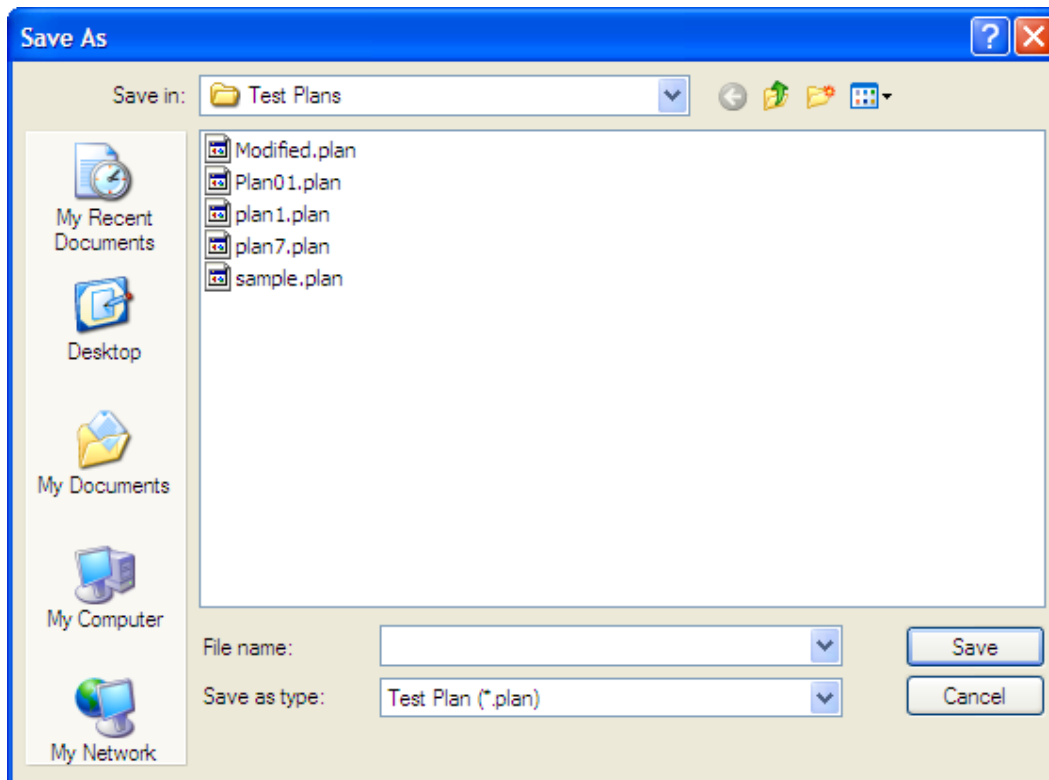 Save As
Save in:
Test Plans
Modified.plan
Plan01.plan
plan1.plan
plan7.plan
sample.plan
My Recent
Documents
Desktop
My Documents
My Computer
My Network
File name:
Save
Save as type:
Test Plan (*.plan)
Cancel